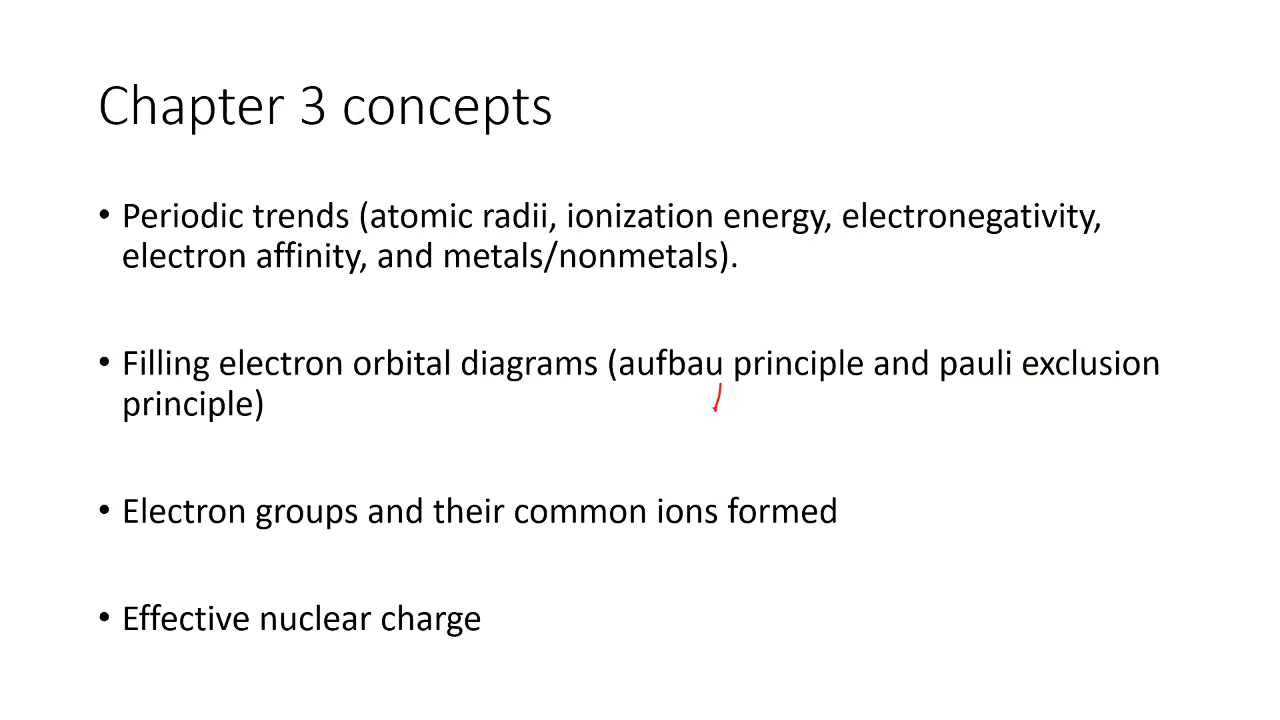 Chapter 3 concepts
• Periodic trends (atomic radii, ionization energy, electronegativity,
electron affinity, and metals/nonmetals).
• Filling electron orbital diagrams (aufbau principle and pauli exclusion
principle)
• Electron groups and their common ions formed
• Effective nuclear charge